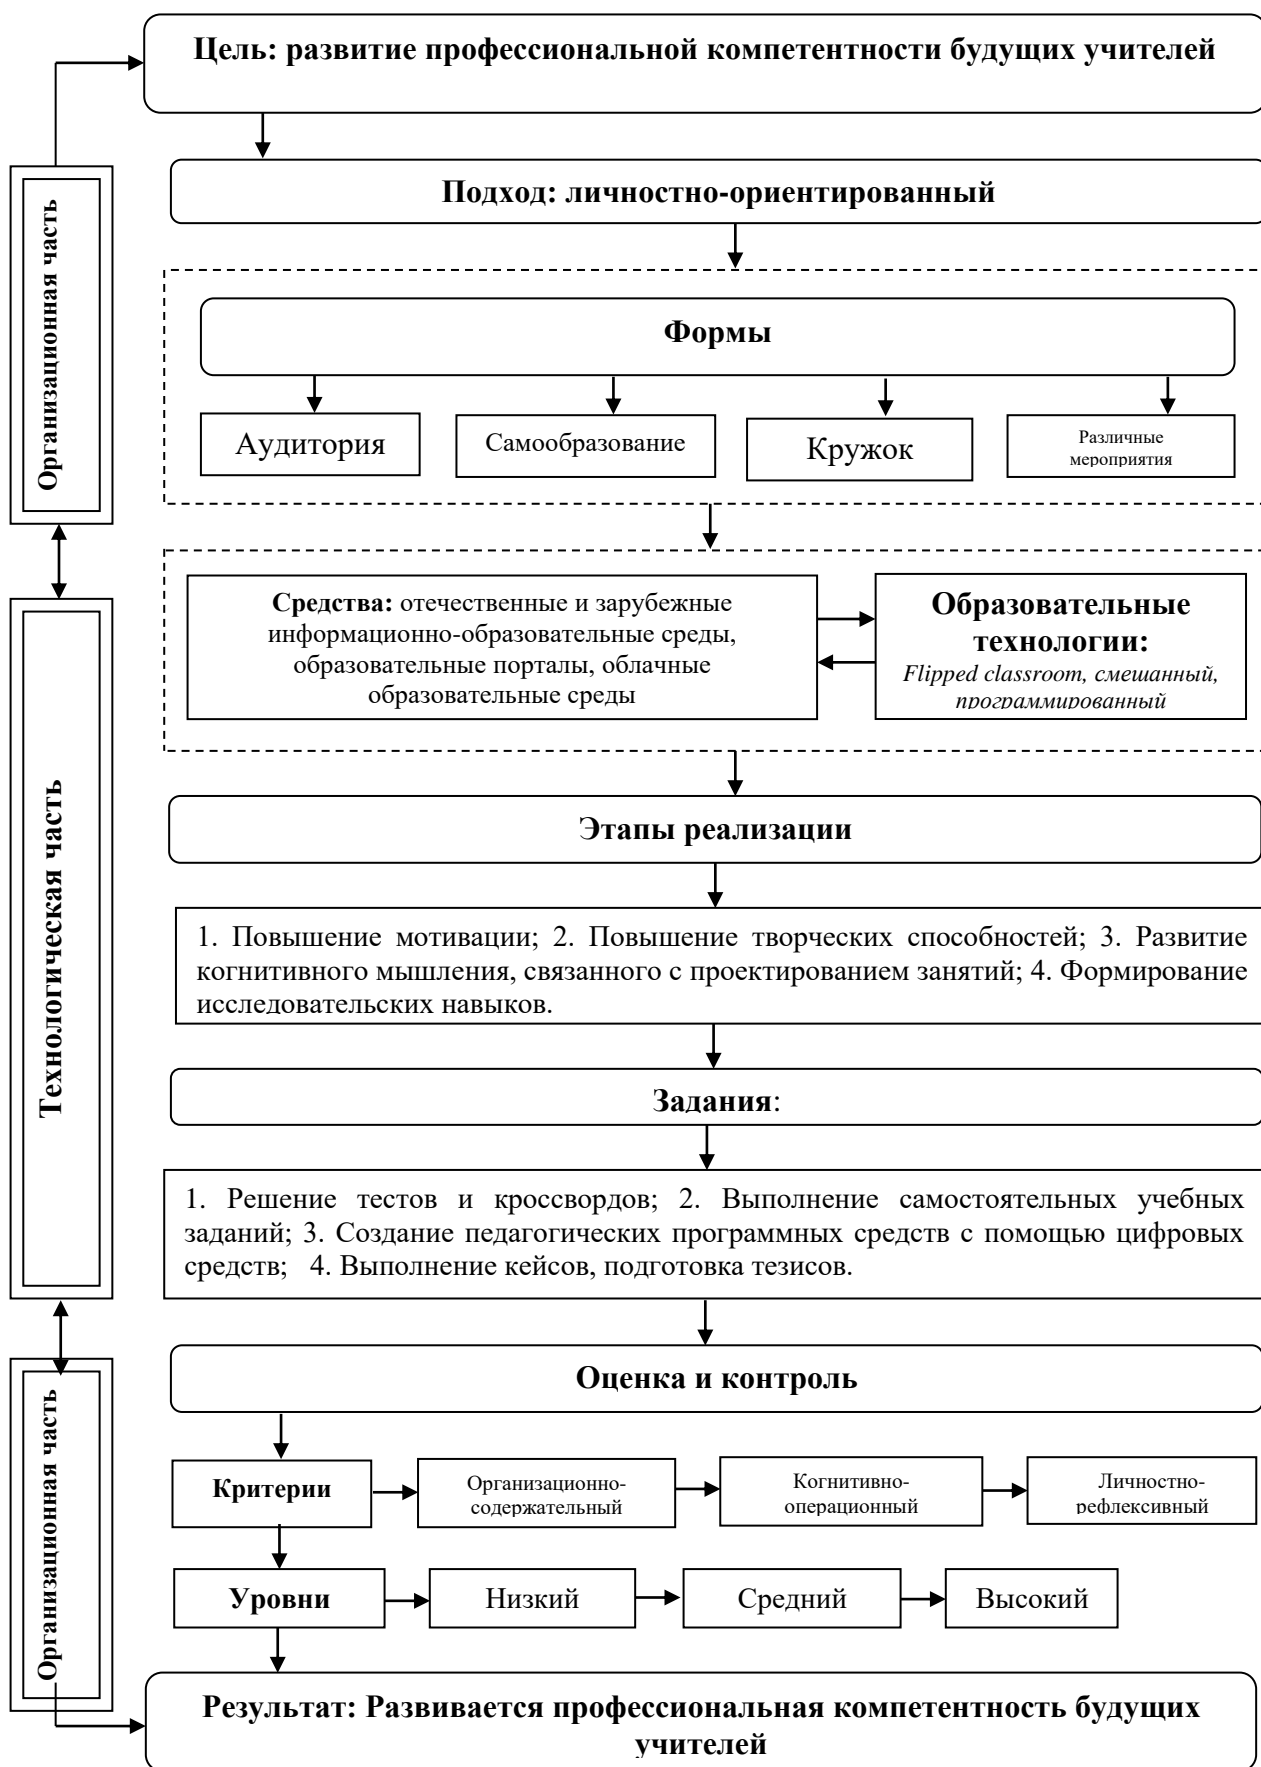 Цель: развитие профессиональной компетентности будущих учителей
Организационная часть
Подход: личностно-ориентированный
Формы
Аудитория
Самообразование
Кружок
Различные
мероприятия
Технологическая часть
Средства: отечественные и зарубежные
информационно-образовательные среды,
образовательные порталы, облачные
образовательные среды
Образовательные
технологии:
Flipped classroom, смешанный,
программированный
Этапы реализации
1. Повышение мотивации; 2. Повышение творческих способностей; 3. Развитие
когнитивного мышления, связанного с проектированием занятий; 4. Формирование
исследовательских навыков.
Задания:
1. Решение тестов и кроссвордов; 2. Выполнение самостоятельных учебных
заданий; 3. Создание педагогических программных средств с помощью цифровых
средств; 4. Выполнение кейсов, подготовка тезисов.
Организационная часть
Оценка и контроль
Критерии
Организационно-
содержательный
Когнитивно-
операционный
Личностно-
рефлексивный
Уровни
Низкий
Средний
Высокий
Результат: Развивается профессиональная компетентность будущих
учителей